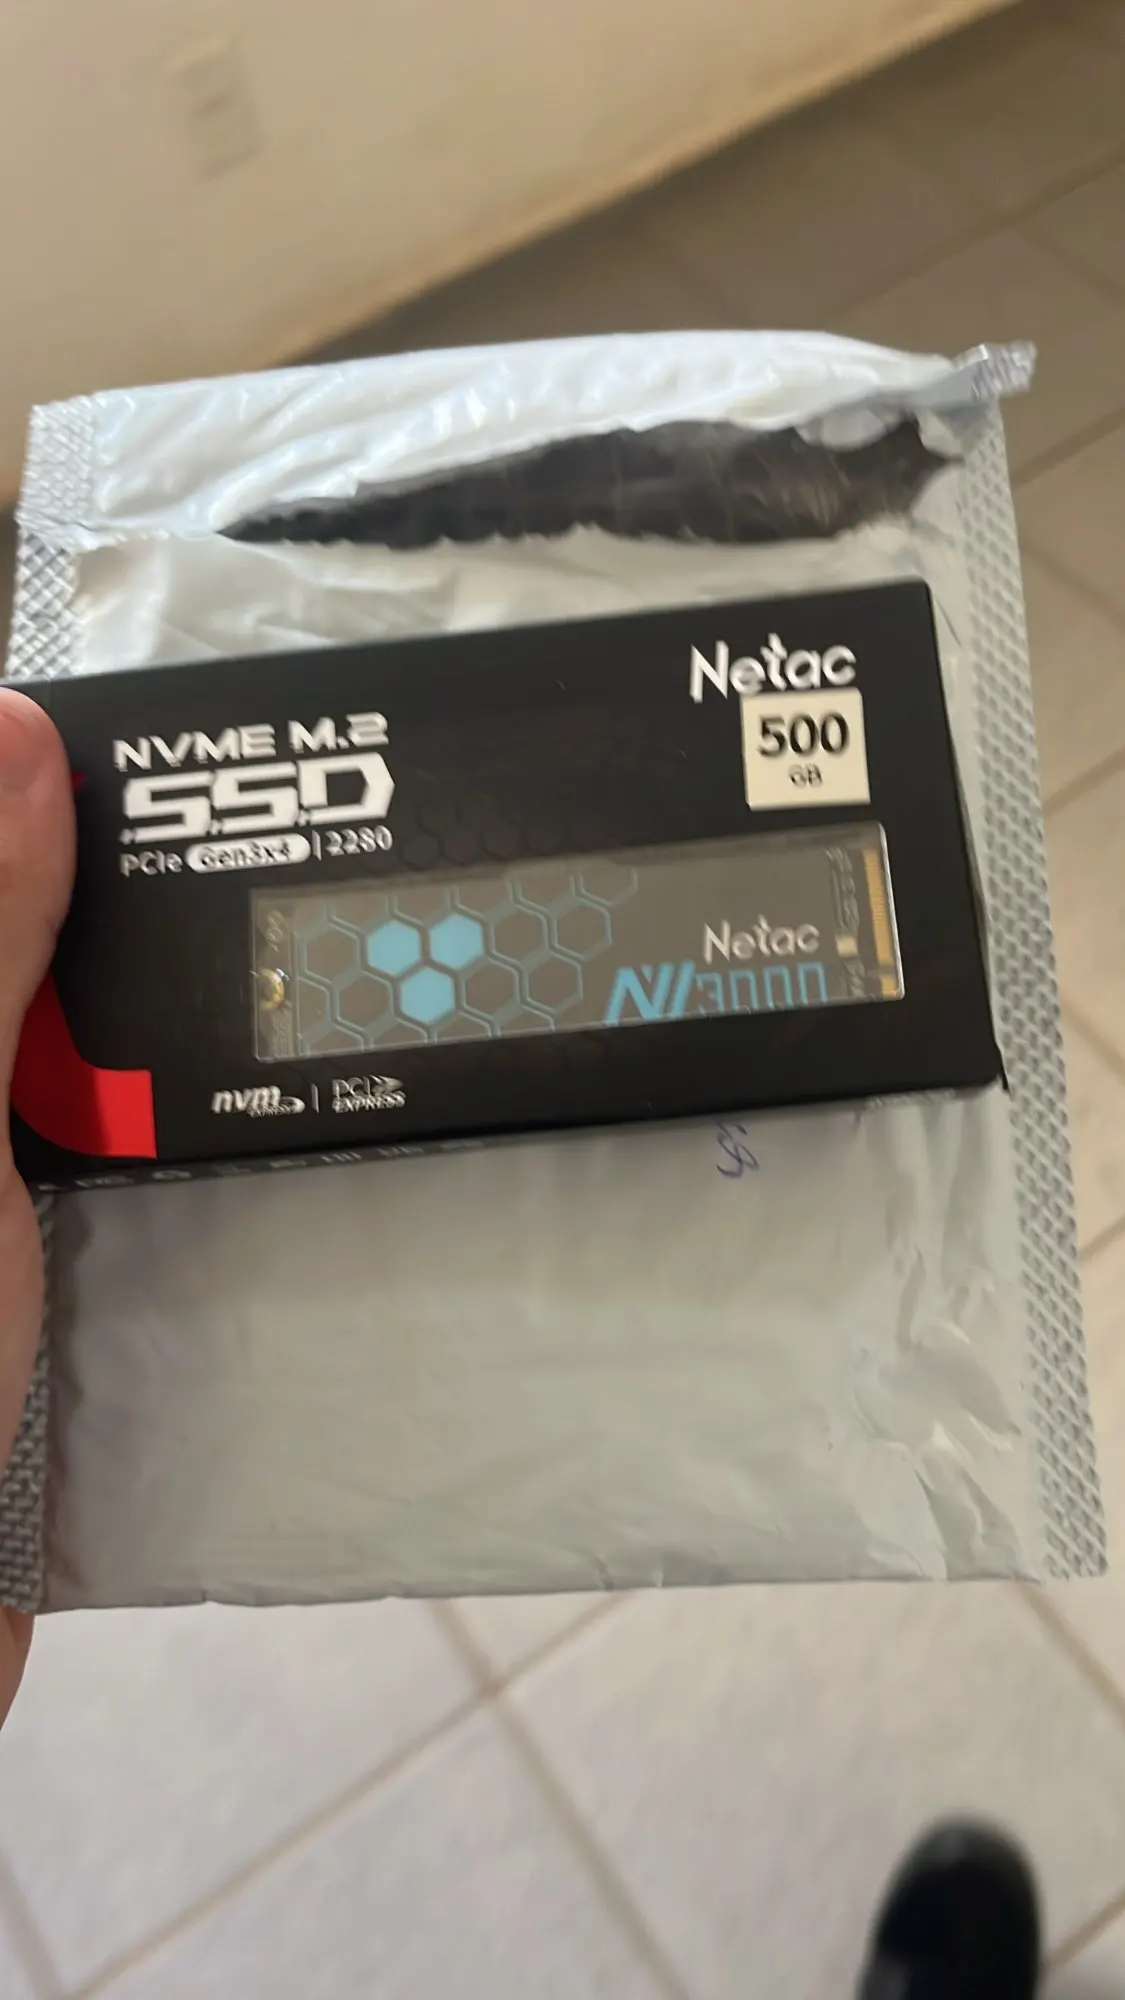 Netac
500
GB
NVME M.2
SSD
PCIe Gen3x4 | 2280
Netac
NV3000
nvm EXPRESS | PCI EXPRESS